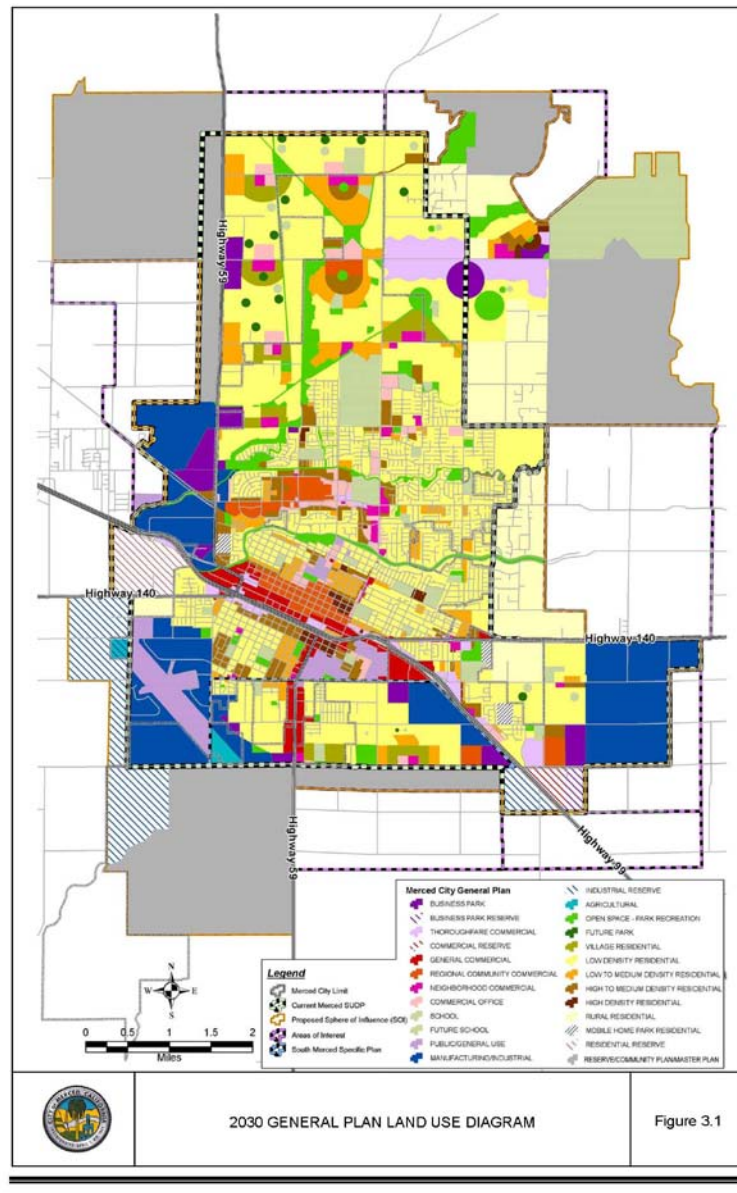 Highway-59
Highway-140
Highway-140
Highway-59
Highway-99
Merced City General Plan
BUSINESS PARK
BUSINESS PARK RESERVE
THOROUGHFARE COMMERCIAL
COMMERCIAL RESERVE
GENERAL COMMERCIAL
REGIONAL COMMUNITY COMMERCIAL
NEIGHBORHOOD COMMERCIAL
COMMERCIAL OFFICE
SCHOOL
FUTURE SCHOOL
PUBLIC/GENERAL USE
MANUFACTURING/INDUSTRIAL
INDUSTRIAL RESERVE
AGRICULTURAL
OPEN SPACE - PARK RECREATION
FUTURE PARK
VILLAGE RESIDENTIAL
LOW DENSITY RESIDENTIAL
LOW TO MEDIUM DENSITY RESIDENTIAL
HIGH TO MEDIUM DENSITY RESIDENTIAL
HIGH DENSITY RESIDENTIAL
RURAL RESIDENTIAL
MOBILE HOME PARK RESIDENTIAL
RESIDENTIAL RESERVE
RESERVE/COMMUNITY PLAN/MASTER PLAN
Legend
Merced City Limit
Current Merced SUDP
Proposed Sphere of Influence (SOI)
Areas of Interest
South Merced Specific Plan
N
W E
S
0 0.5 1 2
Miles
2030 GENERAL PLAN LAND USE DIAGRAM
Figure 3.1